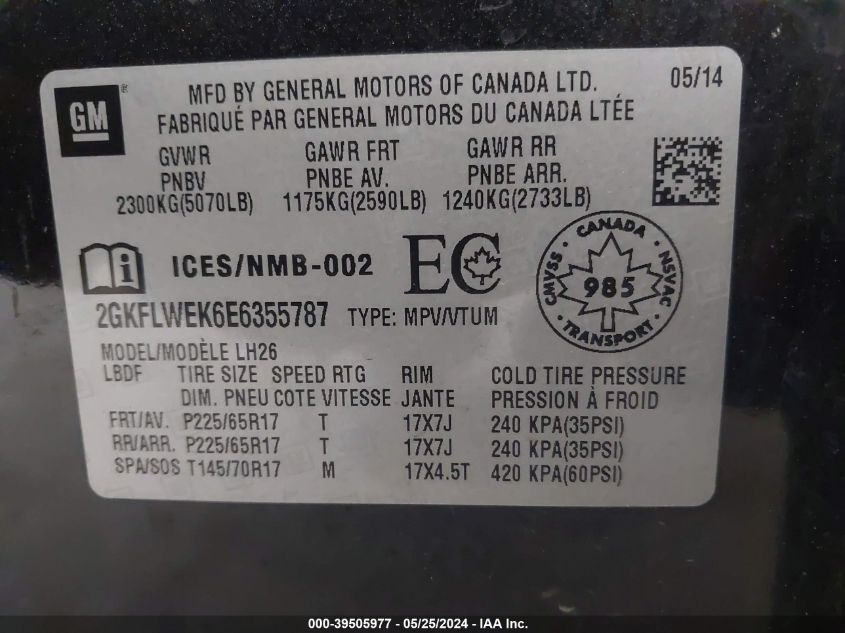 GM
®
MFD BY GENERAL MOTORS OF CANADA LTD.
05/14
FABRIQUÉ PAR GENERAL MOTORS DU CANADA LTÉE
GVWR GAWR FRT GAWR RR
PNBV PNBE AV. PNBE ARR.
2300KG(5070LB) 1175KG(2590LB) 1240KG(2733LB)
i ICES/NMB-002 EC
CANADA
CMVSS 985 NSVAC
TRANSPORT
2GKFLWEK6E6355787 TYPE: MPV/VTUM
MODEL/MODÈLE LH26
LBDF TIRE SIZE SPEED RTG RIM COLD TIRE PRESSURE
DIM. PNEU COTE VITESSE JANTE PRESSION À FROID
FRT/AV. P225/65R17 T 17X7J 240 KPA(35PSI)
RR/ARR. P225/65R17 T 17X7J 240 KPA(35PSI)
SPA/SOS T145/70R17 M 17X4.5T 420 KPA(60PSI)
000-39505977 - 05/25/2024 - IAA Inc.